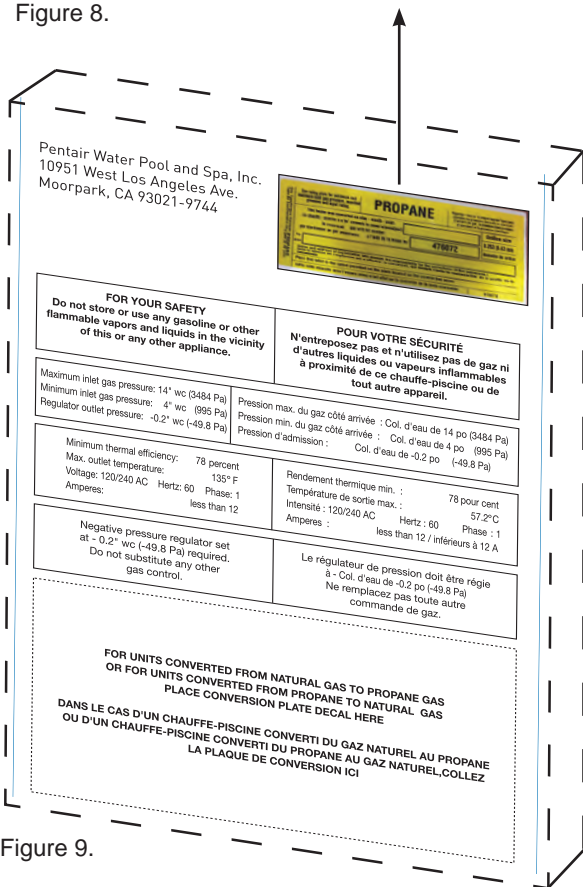 Figure 8.
Pentair Water Pool and Spa, Inc.
10951 West Los Angeles Ave.
Moorpark, CA 93021-9744
PROPANE
476072
FOR YOUR SAFETY
Do not store or use any gasoline or other
flammable vapors and liquids in the vicinity
of this or any other appliance.
POUR VOTRE SÉCURITÉ
N'entreposez pas et n'utilisez pas de gaz ni
d'autres liquides ou vapeurs inflammables
à proximité de ce chauffe-piscine ou de
tout autre appareil.
Maximum inlet gas pressure: 14" wc (3484 Pa)
Minimum inlet gas pressure: 4" wc (995 Pa)
Regulator outlet pressure: -0.2" wc (-49.8 Pa)
Pression max. du gaz côté arrivée : Col. d'eau de 14 po (3484 Pa)
Pression min. du gaz côté arrivée : Col. d'eau de 4 po (995 Pa)
Pression d'admission : Col. d'eau de -0.2 po (-49.8 Pa)
Minimum thermal efficiency: 78 percent
Max. outlet temperature: 135° F
Voltage: 120/240 AC Hertz: 60 Phase: 1
Amperes: less than 12
Rendement thermique min. : 78 pour cent
Température de sortie max. : 57.2°C
Intensité : 120/240 AC Hertz : 60 Phase : 1
Amperes : less than 12 / inférieurs à 12 A
Negative pressure regulator set
at - 0.2" wc (-49.8 Pa) required.
Do not substitute any other
gas control.
Le régulateur de pression doit être régie
à - Col. d'eau de -0.2 po (-49.8 Pa)
Ne remplacez pas toute autre
commande de gaz.
FOR UNITS CONVERTED FROM NATURAL GAS TO PROPANE GAS
OR FOR UNITS CONVERTED FROM PROPANE TO NATURAL GAS
PLACE CONVERSION PLATE DECAL HERE
DANS LE CAS D'UN CHAUFFE-PISCINE CONVERTI DU GAZ NATUREL AU PROPANE
OU D'UN CHAUFFE-PISCINE CONVERTI DU PROPANE AU GAZ NATUREL,COLLEZ
LA PLAQUE DE CONVERSION ICI
Figure 9.